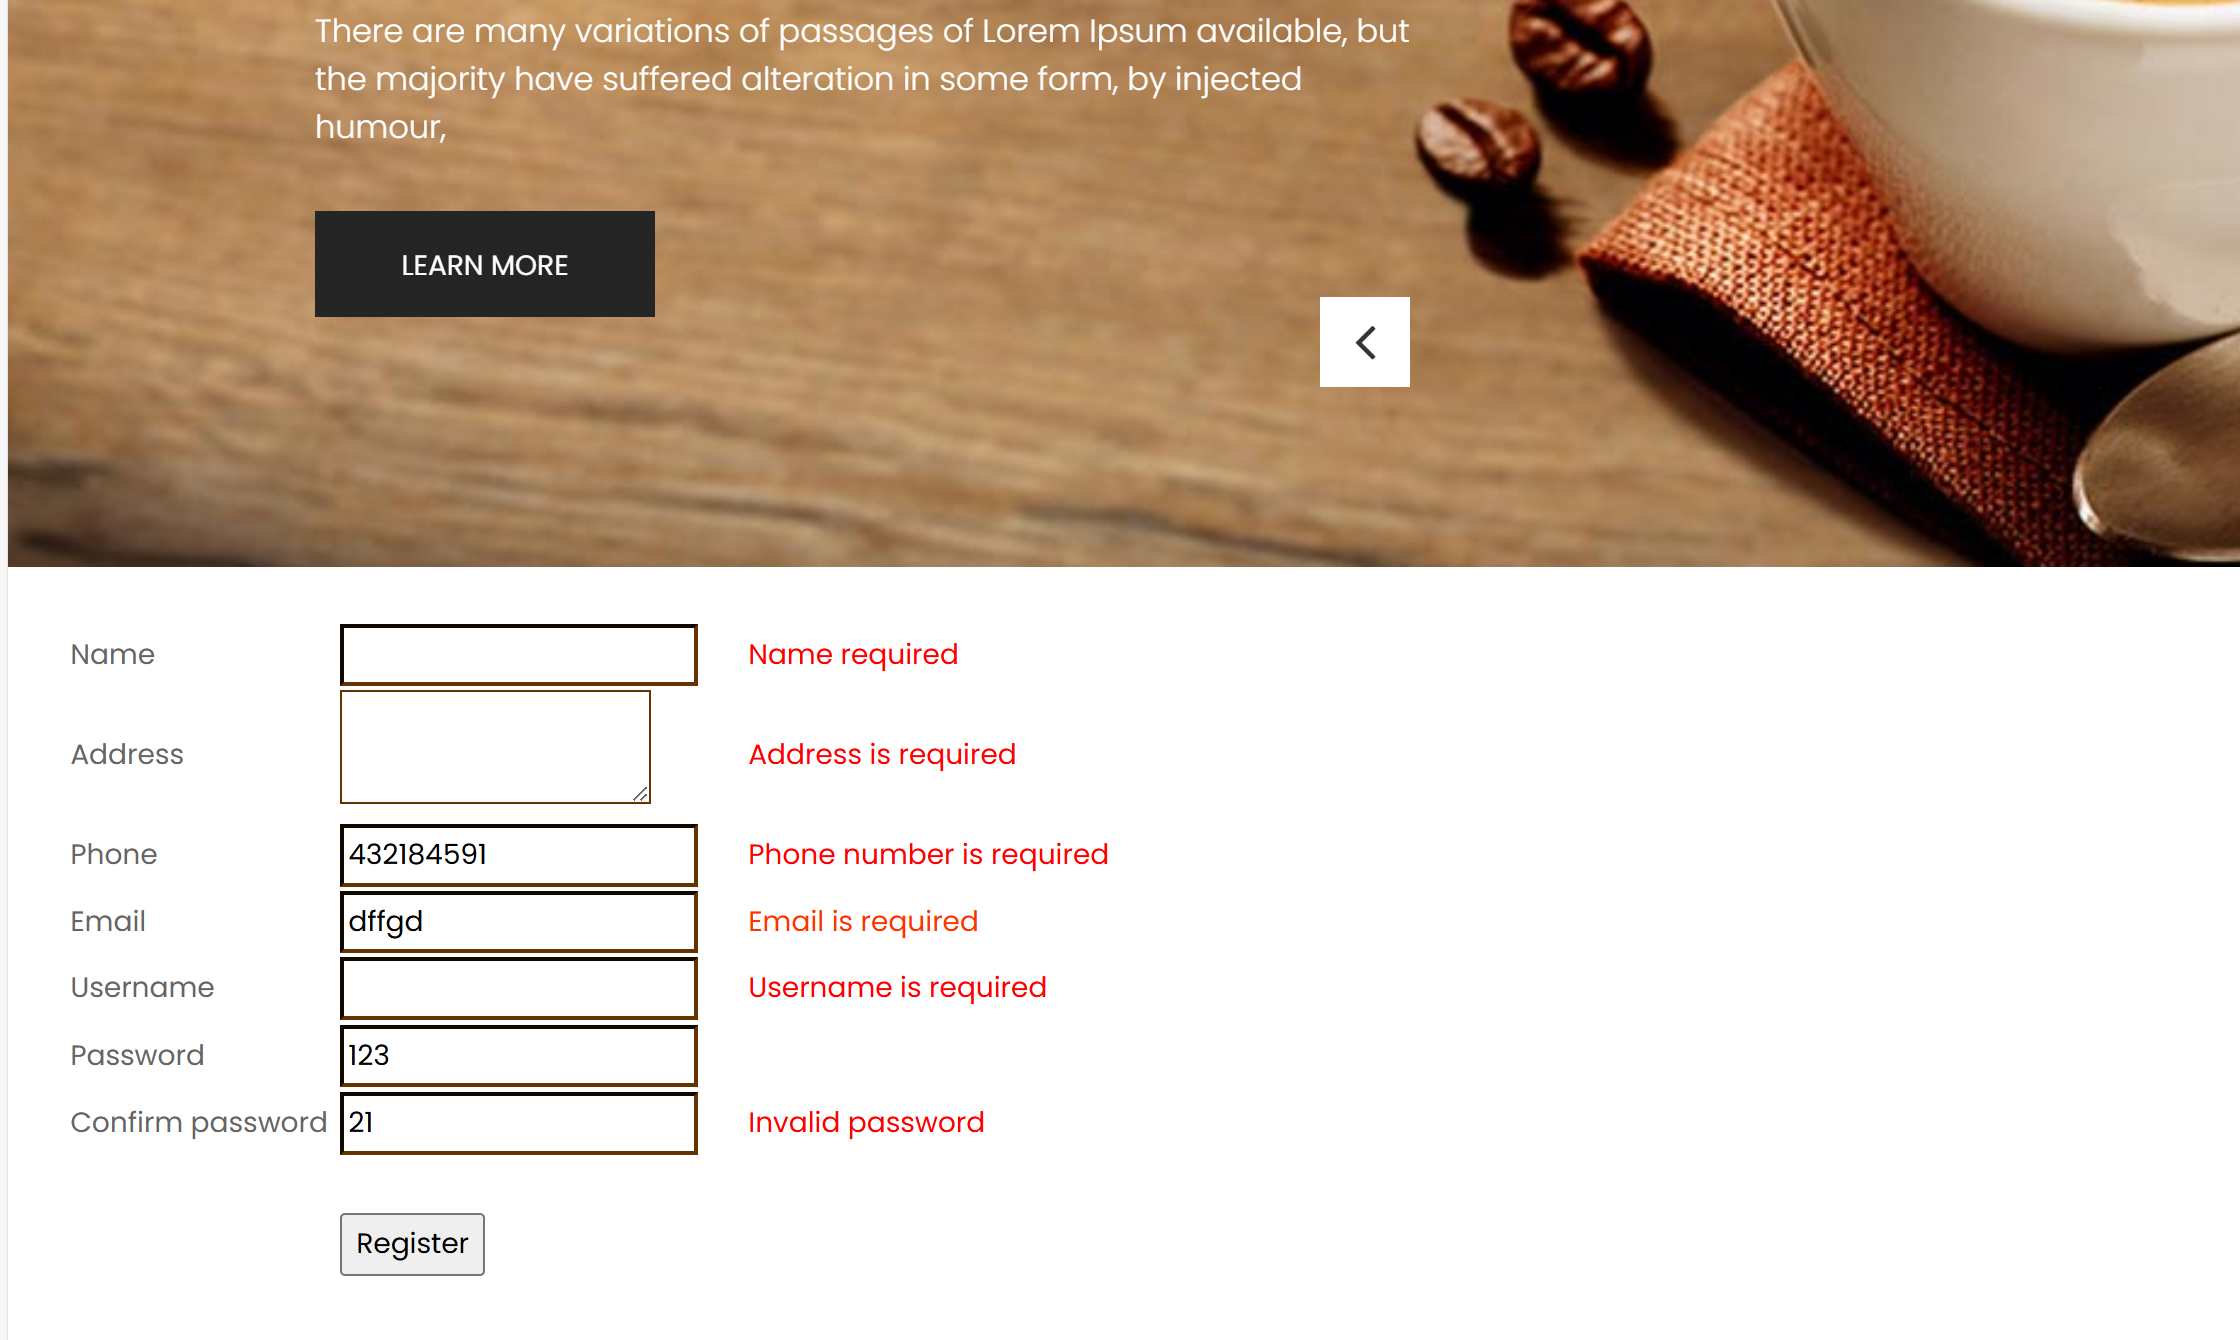 There are many variations of passages of Lorem Ipsum available, but
the majority have suffered alteration in some form, by injected
humour,
LEARN MORE
Name
Name required
Address
Address is required
Phone
432184591
Phone number is required
Email
dffgd
Email is required
Username
Username is required
Password
123
Confirm password
21
Invalid password
Register